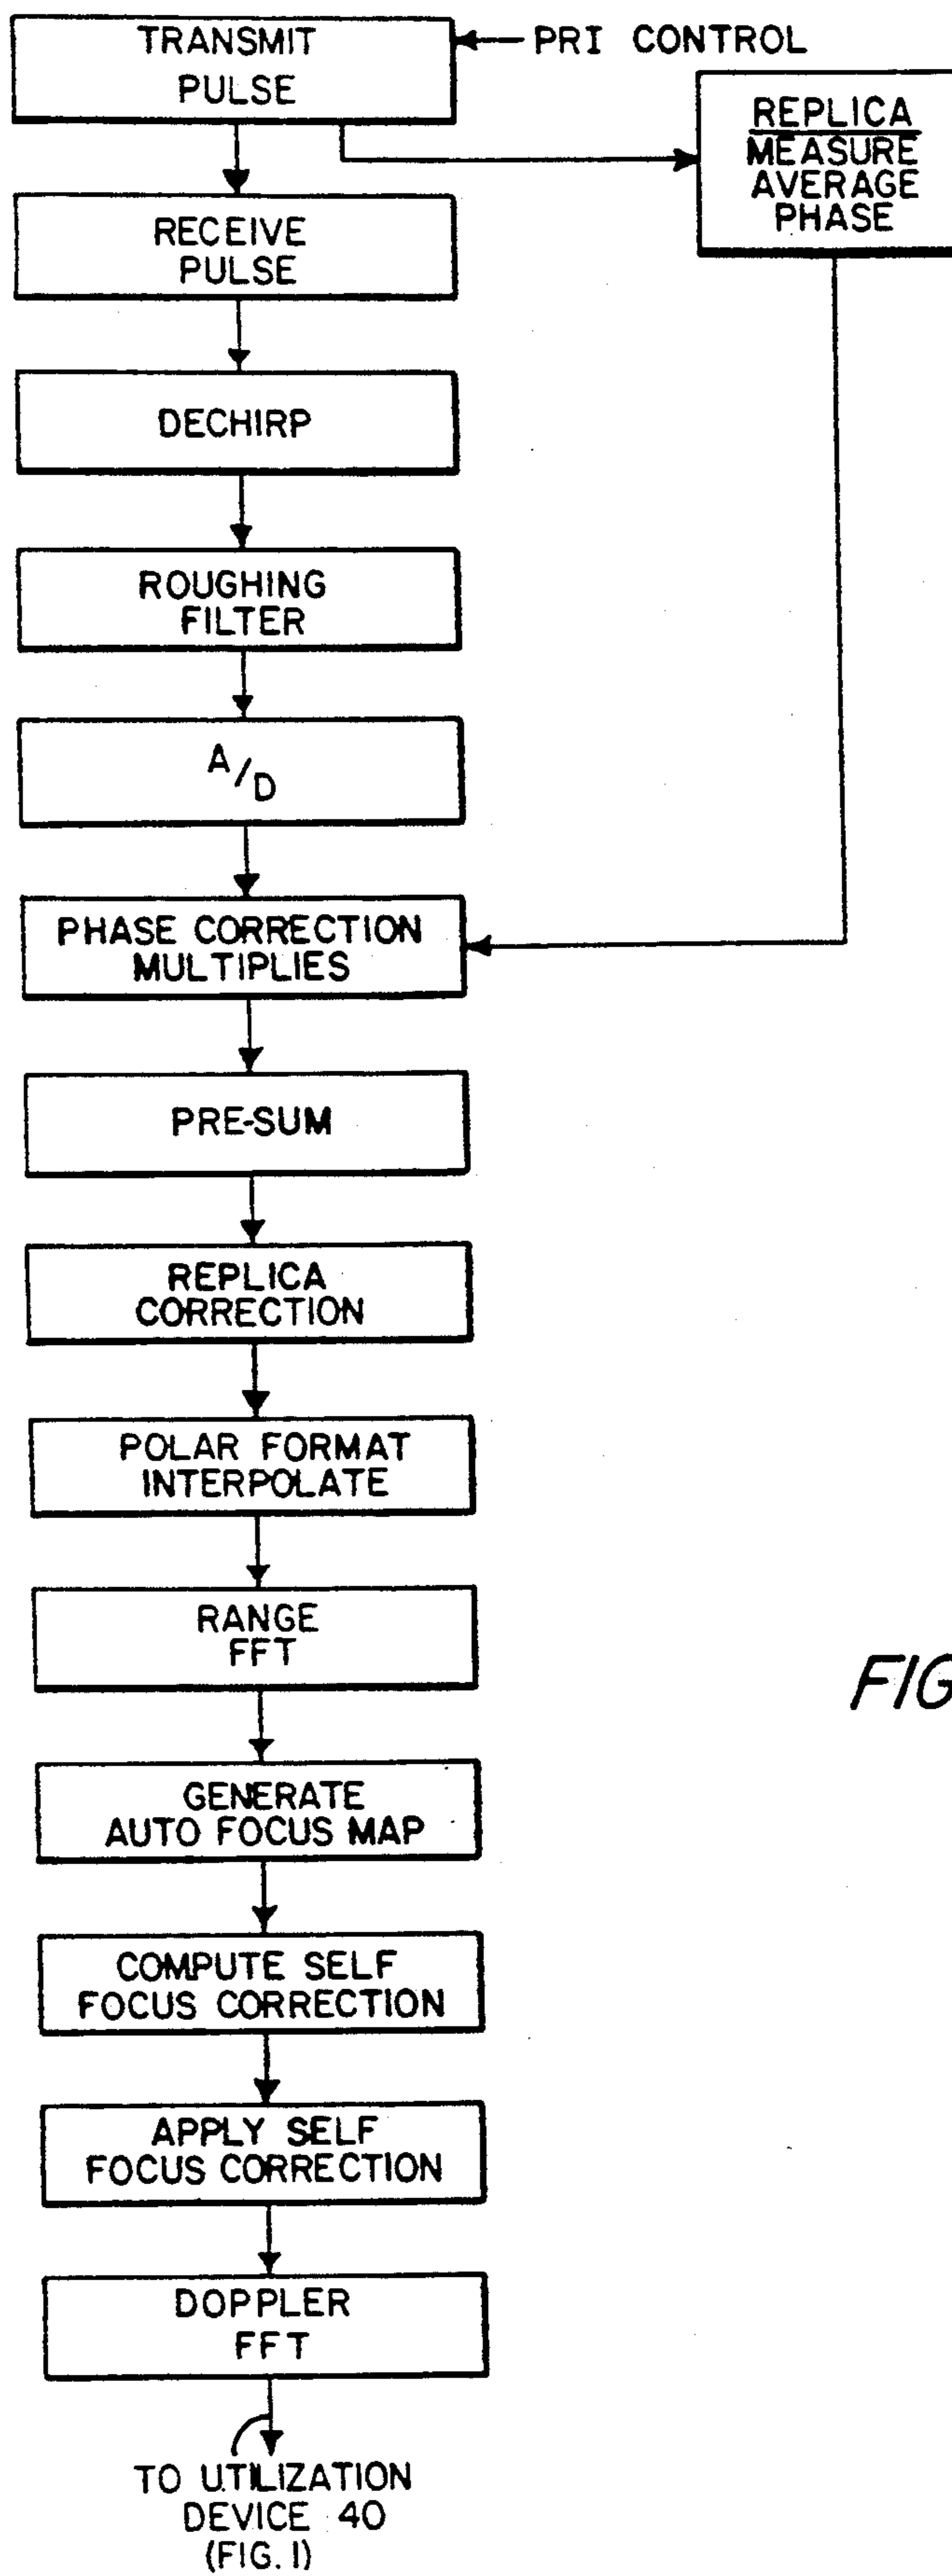 TRANSMIT
PULSE
PRI CONTROL
REPLICA
MEASURE
AVERAGE
PHASE
RECEIVE
PULSE
DECHIRP
ROUGHING
FILTER
A/D
PHASE CORRECTION
MULTIPLIES
PRE-SUM
REPLICA
CORRECTION
POLAR FORMAT
INTERPOLATE
RANGE
FFT
FIG
GENERATE
AUTO FOCUS MAP
COMPUTE SELF
FOCUS CORRECTION
APPLY SELF
FOCUS CORRECTION
DOPPLER
FFT
TO UTILIZATION
DEVICE 40
(FIG. 1)